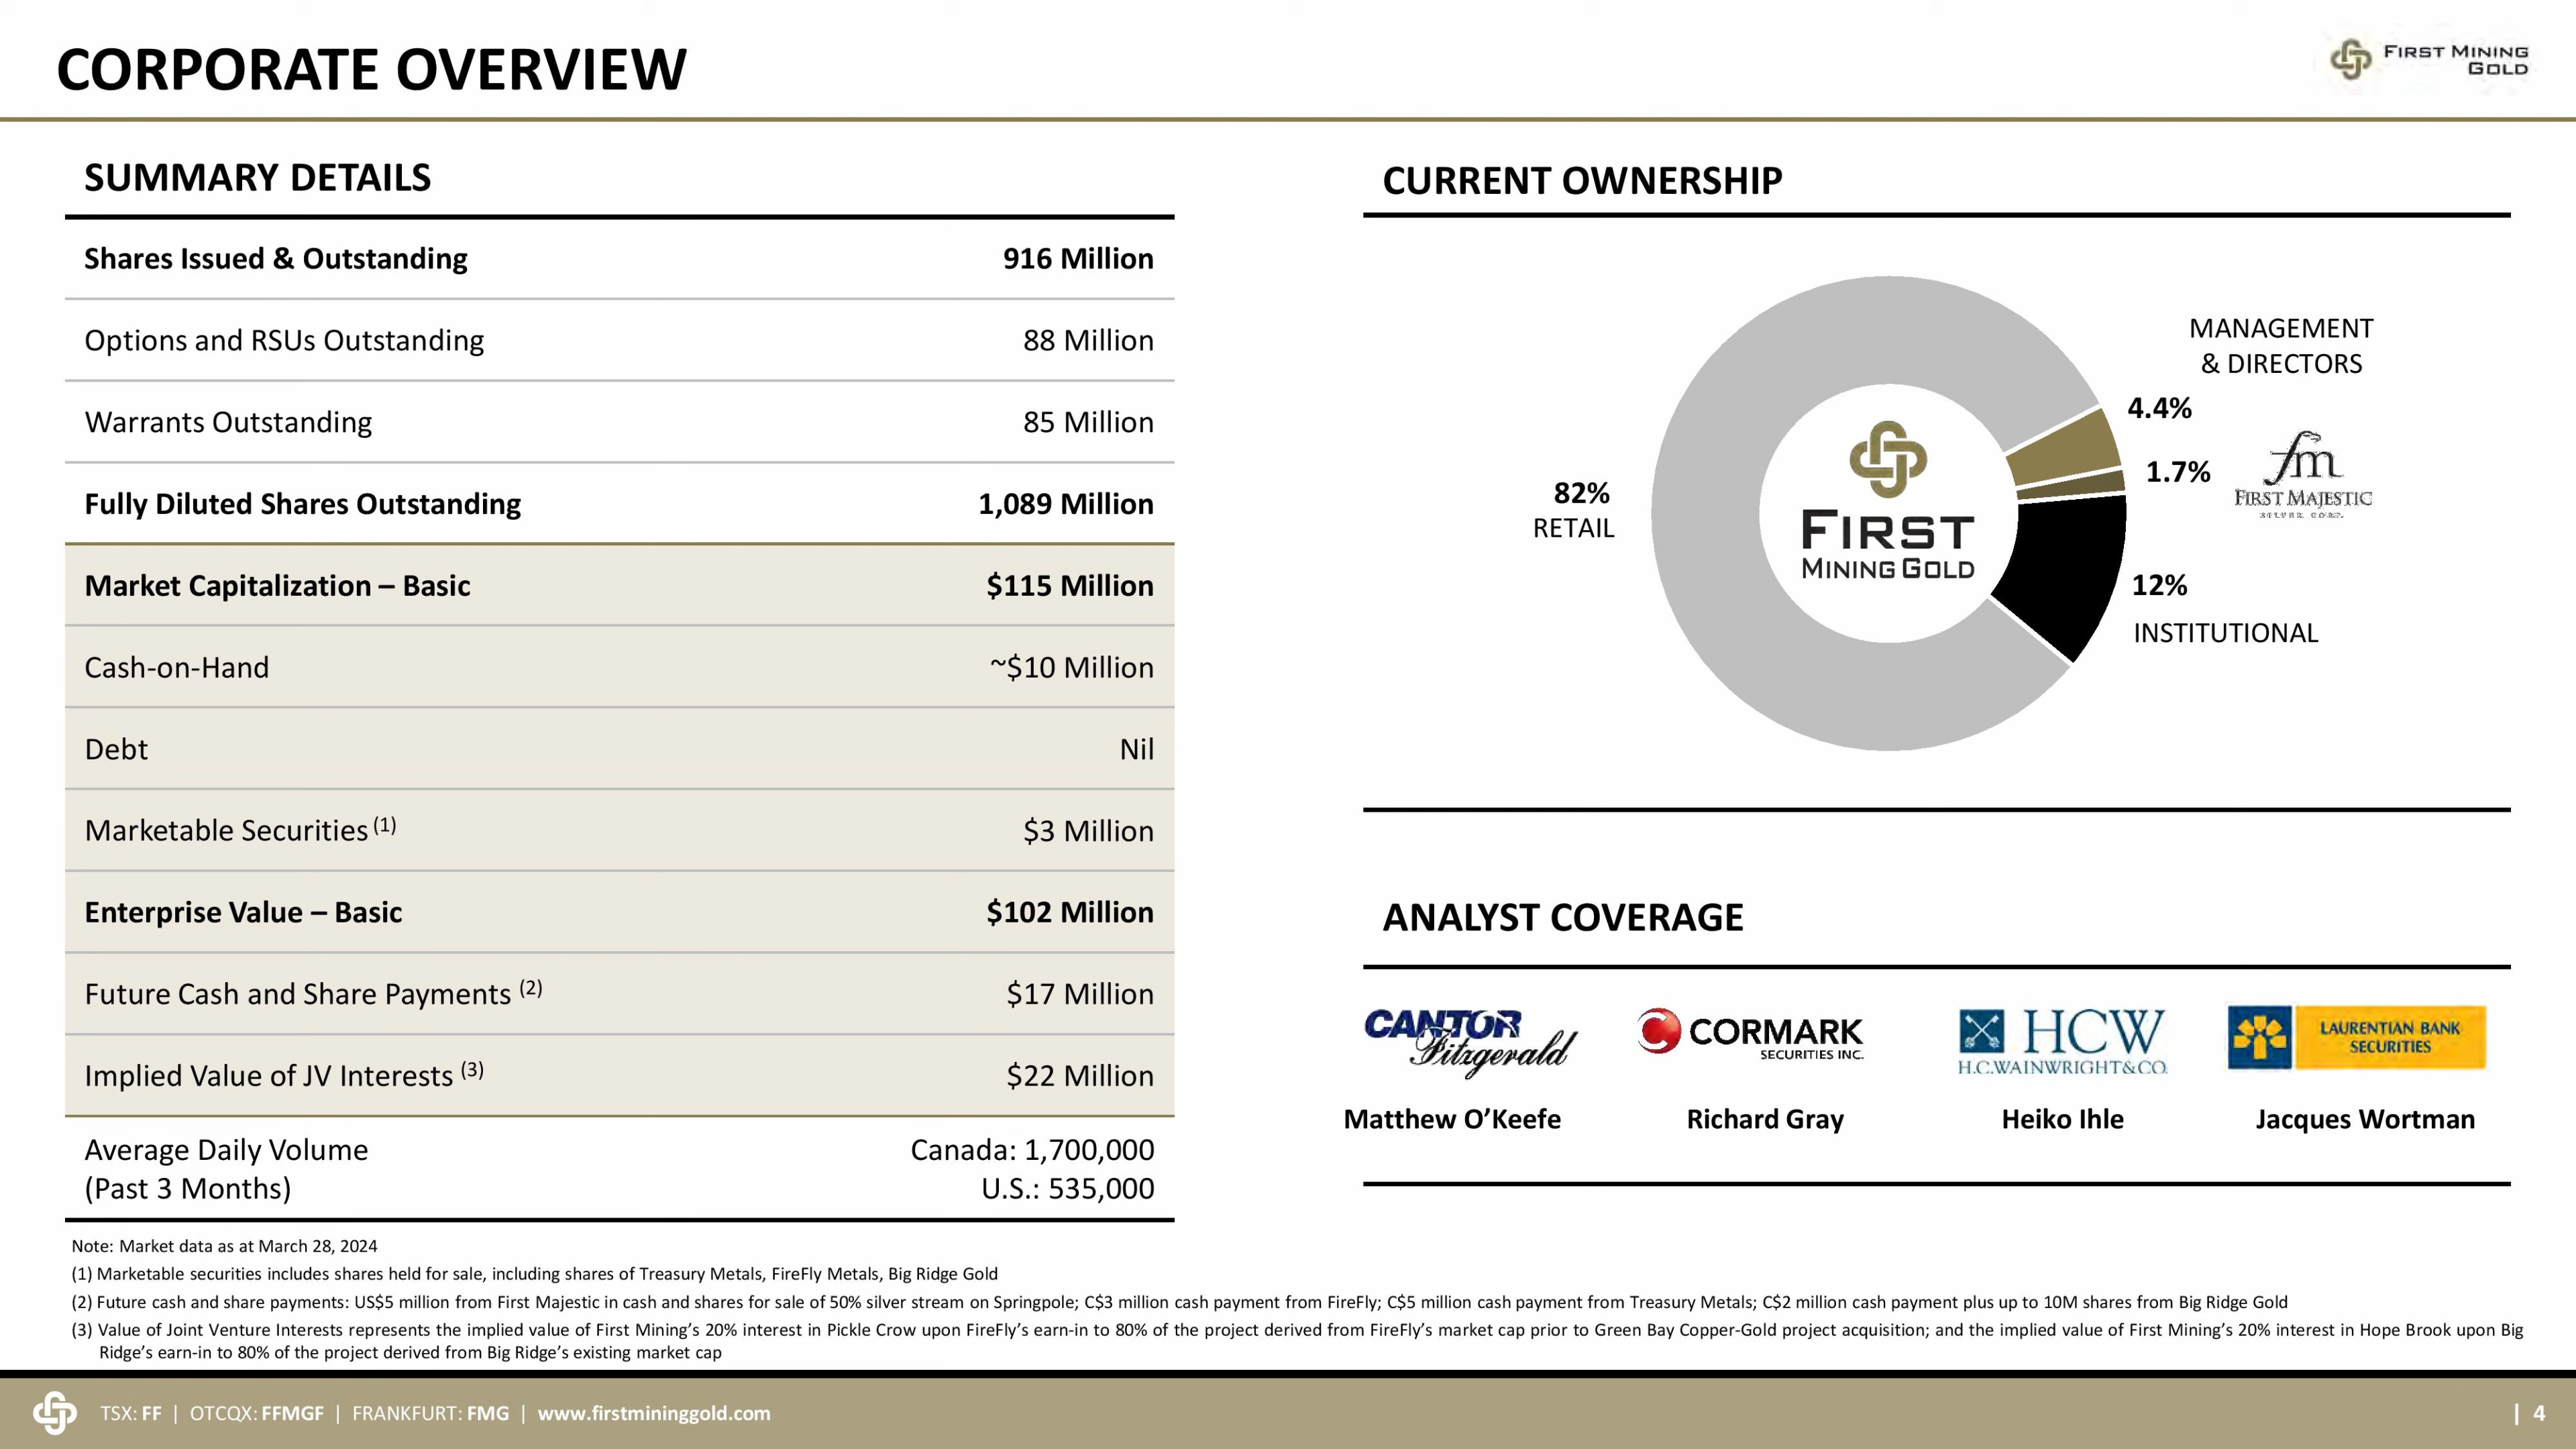 CORPORATE OVERVIEW
FIRST MINING
GOLD
SUMMARY DETAILS
Shares Issued & Outstanding 916 Million
Options and RSUs Outstanding 88 Million
Warrants Outstanding 85 Million
Fully Diluted Shares Outstanding 1,089 Million
Market Capitalization – Basic $115 Million
Cash-on-Hand ~$10 Million
Debt Nil
Marketable Securities (1) $3 Million
Enterprise Value – Basic $102 Million
Future Cash and Share Payments (2) $17 Million
Implied Value of JV Interests (3) $22 Million
Average Daily Volume Canada: 1,700,000
(Past 3 Months) U.S.: 535,000
CURRENT OWNERSHIP
MANAGEMENT
& DIRECTORS
4.4%
1.7%
fm
FIRST MAJESTIC
SILVER CORP.
82%
RETAIL
FIRST
MINING GOLD
12%
INSTITUTIONAL
ANALYST COVERAGE
CANTOR
Fitzgerald
CORMARK
SECURITIES INC.
HCW
H.C.WAINWRIGHT&CO.
LAURENTIAN BANK
SECURITIES
Matthew O’Keefe Richard Gray Heiko Ihle Jacques Wortman
Note: Market data as at March 28, 2024
(1) Marketable securities includes shares held for sale, including shares of Treasury Metals, FireFly Metals, Big Ridge Gold
(2) Future cash and share payments: US$5 million from First Majestic in cash and shares for sale of 50% silver stream on Springpole; C$3 million cash payment from FireFly; C$5 million cash payment from Treasury Metals; C$2 million cash payment plus up to 10M shares from Big Ridge Gold
(3) Value of Joint Venture Interests represents the implied value of First Mining’s 20% interest in Pickle Crow upon FireFly’s earn-in to 80% of the project derived from FireFly’s market cap prior to Green Bay Copper-Gold project acquisition; and the implied value of First Mining’s 20% interest in Hope Brook upon Big
Ridge’s earn-in to 80% of the project derived from Big Ridge’s existing market cap
TSX: FF | OTCQX: FFMGF | FRANKFURT: FMG | www.firstmininggold.com
| 4